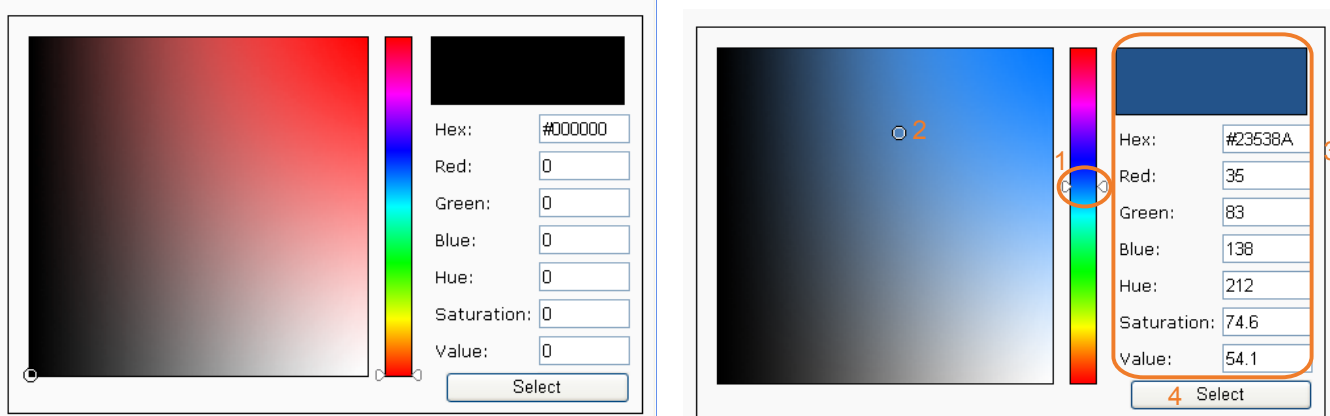 Hex: #000000
Red: 0
Green: 0
Blue: 0
Hue: 0
Saturation: 0
Value: 0
Select
2
1
3
Hex: #23538A
Red: 35
Green: 83
Blue: 138
Hue: 212
Saturation: 74.6
Value: 54.1
4 Select